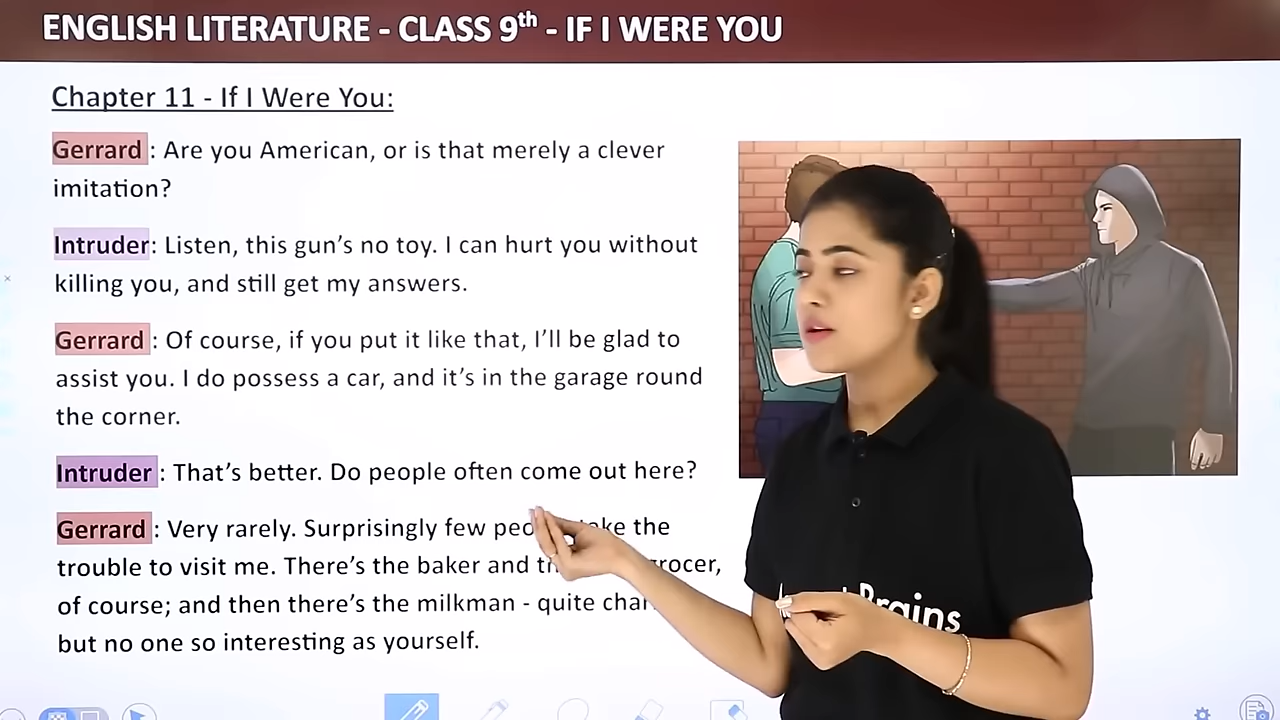 ENGLISH LITERATURE - CLASS 9th - IF I WERE YOU
Chapter 11 - If I Were You:
Gerrard : Are you American, or is that merely a clever
imitation?
Intruder: Listen, this gun’s no toy. I can hurt you without
killing you, and still get my answers.
Gerrard : Of course, if you put it like that, I’ll be glad to
assist you. I do possess a car, and it’s in the garage round
the corner.
Intruder : That’s better. Do people often come out here?
Gerrard : Very rarely. Surprisingly few the
trouble to visit me. There’s the baker and
of course; and then there’s the milkman - quite
but no one so interesting as yourself.
Brains